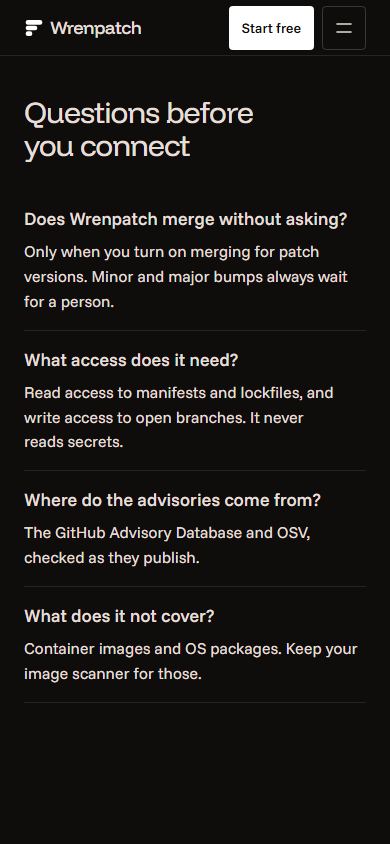 Wrenpatch
Start free
Questions before
you connect
Does Wrenpatch merge without asking?
Only when you turn on merging for patch
versions. Minor and major bumps always wait
for a person.
What access does it need?
Read access to manifests and lockfiles, and
write access to open branches. It never
reads secrets.
Where do the advisories come from?
The GitHub Advisory Database and OSV,
checked as they publish.
What does it not cover?
Container images and OS packages. Keep your
image scanner for those.